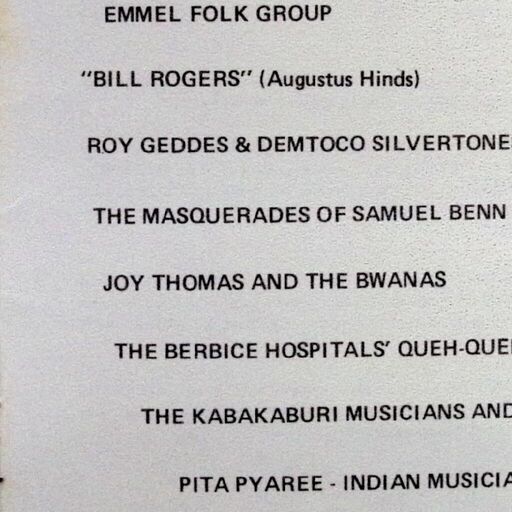 EMMEL FOLK GROUP
"BILL ROGERS" (Augustus Hinds)
ROY GEDDES & DEMTOCO SILVERTONE
THE MASQUERADES OF SAMUEL BENN
JOY THOMAS AND THE BWANAS
THE BERBICE HOSPITALS' QUEH-QUE
THE KABAKABURI MUSICIANS AND
PITA PYAREE - INDIAN MUSICIA